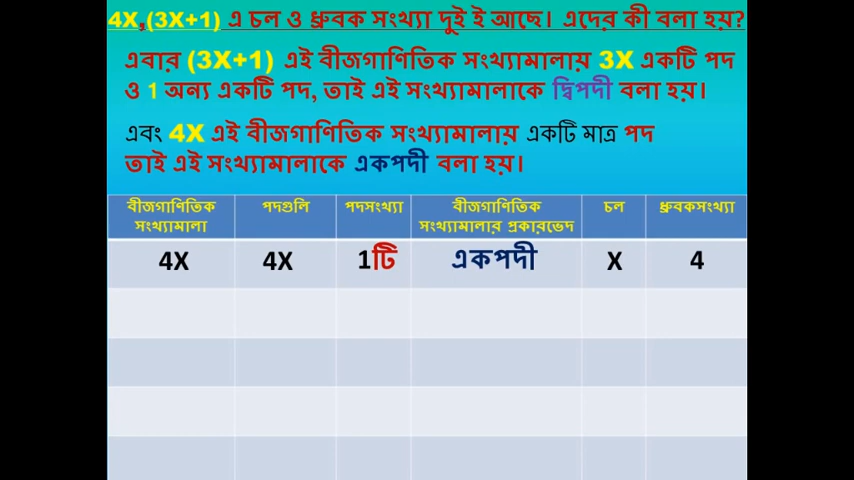 4X,(3X+1) এ চল ও ধ্রুবক সংখ্যা দুই ই আছে। এদের কী বলা হয়?
এবার (3X+1) এই বীজগাণিতিক সংখ্যামালায় 3X একটি পদ
ও 1 অন্য একটি পদ, তাই এই সংখ্যামালাকে দ্বিপদী বলা হয়।
এবং 4X এই বীজগাণিতিক সংখ্যামালায় একটি মাত্র পদ
তাই এই সংখ্যামালাকে একপদী বলা হয়।
বীজগাণিতিক সংখ্যামালা পদগুলি পদসংখ্যা বীজগাণিতিক সংখ্যামালার প্রকারভেদ চল ধ্রুবকসংখ্যা
4X 4X 1টি একপদী X 4